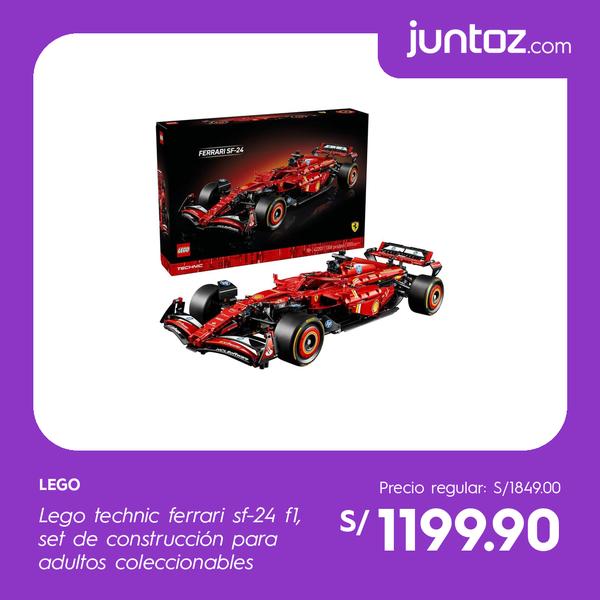 juntoz.com
FERRARI SF-24
LEGO
TECHNIC
LEGO
Lego technic ferrari sf-24 f1,
set de construcción para
adultos coleccionables
Precio regular: S/1849.00
S/1199.90